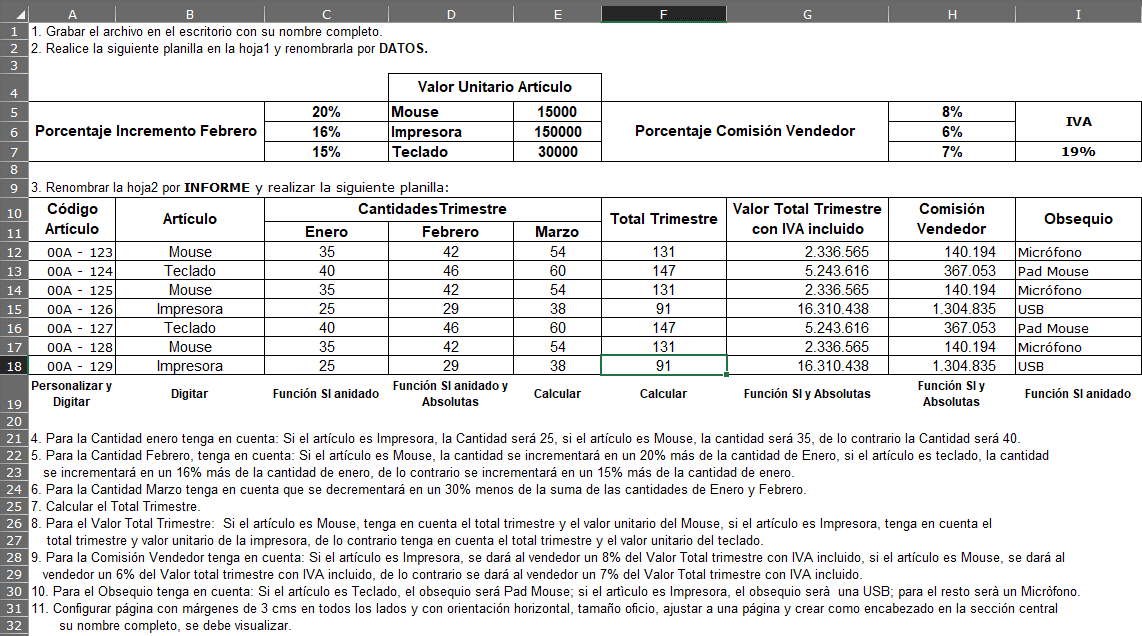 A B C D E F G H I
1 1. Grabar el archivo en el escritorio con su nombre completo.
2 2. Realice la siguiente planilla en la hoja1 y renombrarla por DATOS.
3
4 Valor Unitario Artículo
5 20% Mouse 15000 8%
6 Porcentaje Incremento Febrero 16% Impresora 150000 Porcentaje Comisión Vendedor 6% IVA
7 15% Teclado 30000 7% 19%
8
9 3. Renombrar la hoja2 por INFORME y realizar la siguiente planilla:
10 Código Artículo Cantidades Trimestre Total Trimestre Valor Total Trimestre Comisión Obsequio
11 Artículo Enero Febrero Marzo con IVA incluido Vendedor
12 00A - 123 Mouse 35 42 54 131 2.336.565 140.194 Micrófono
13 00A - 124 Teclado 40 46 60 147 5.243.616 367.053 Pad Mouse
14 00A - 125 Mouse 35 42 54 131 2.336.565 140.194 Micrófono
15 00A - 126 Impresora 25 29 38 91 16.310.438 1.304.835 USB
16 00A - 127 Teclado 40 46 60 147 5.243.616 367.053 Pad Mouse
17 00A - 128 Mouse 35 42 54 131 2.336.565 140.194 Micrófono
18 00A - 129 Impresora 25 29 38 91 16.310.438 1.304.835 USB
Personalizar y Función SI anidado y Función SI y
19 Digitar Digitar Función SI anidado Absolutas Calcular Calcular Función SI y Absolutas Absolutas Función SI anidado
20
21 4. Para la Cantidad enero tenga en cuenta: Si el artículo es Impresora, la Cantidad será 25, si el artículo es Mouse, la cantidad será 35, de lo contrario la Cantidad será 40.
22 5. Para la Cantidad Febrero, tenga en cuenta: Si el artículo es Mouse, la cantidad se incrementará en un 20% más de la cantidad de Enero, si el artículo es teclado, la cantidad
23 se incrementará en un 16% más de la cantidad de enero, de lo contrario se incrementará en un 15% más de la cantidad de enero.
24 6. Para la Cantidad Marzo tenga en cuenta que se decrementará en un 30% menos de la suma de las cantidades de Enero y Febrero.
25 7. Calcular el Total Trimestre.
26 8. Para el Valor Total Trimestre: Si el artículo es Mouse, tenga en cuenta el total trimestre y el valor unitario del Mouse, si el artículo es Impresora, tenga en cuenta el
27 total trimestre y valor unitario de la impresora, de lo contrario tenga en cuenta el total trimestre y el valor unitario del teclado.
28 9. Para la Comisión Vendedor tenga en cuenta: Si el artículo es Impresora, se dará al vendedor un 8% del Valor Total trimestre con IVA incluido, si el artículo es Mouse, se dará al
29 vendedor un 6% del Valor total trimestre con IVA incluido, de lo contrario se dará al vendedor un 7% del Valor Total trimestre con IVA incluido.
30 10. Para el Obsequio tenga en cuenta: Si el artículo es Teclado, el obsequio será Pad Mouse; si el artìculo es Impresora, el obsequio serà una USB; para el resto serà un Micrófono.
31 11. Configurar página con márgenes de 3 cms en todos los lados y con orientación horizontal, tamaño oficio, ajustar a una página y crear como encabezado en la sección central
32 su nombre completo, se debe visualizar.